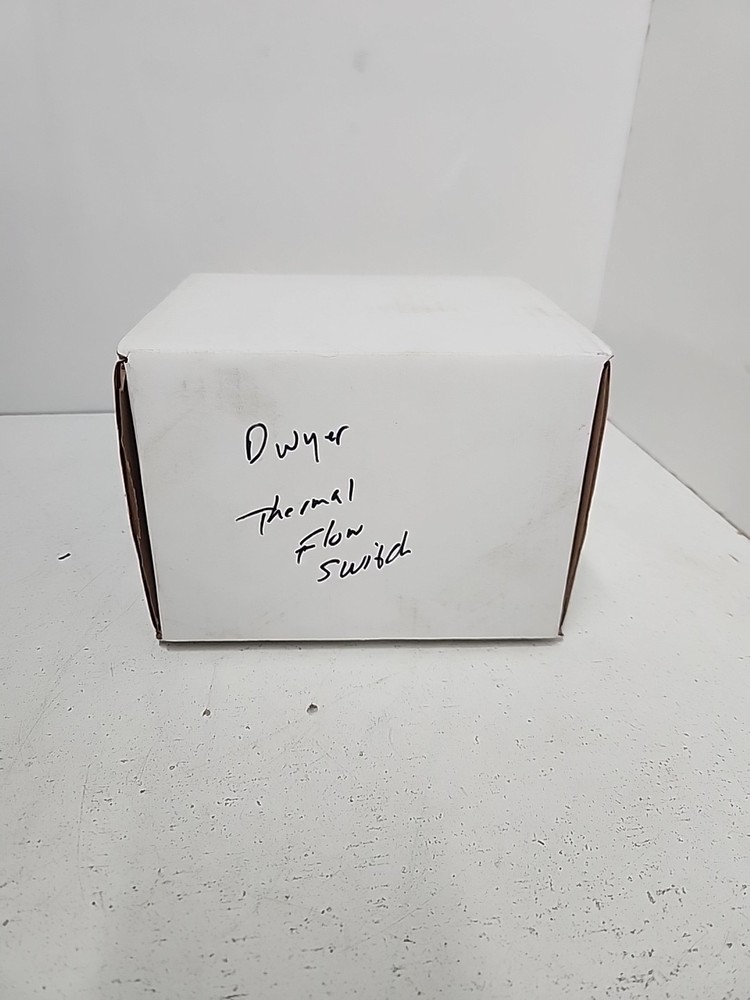 Dwyer
Thermal
Flow
Switch